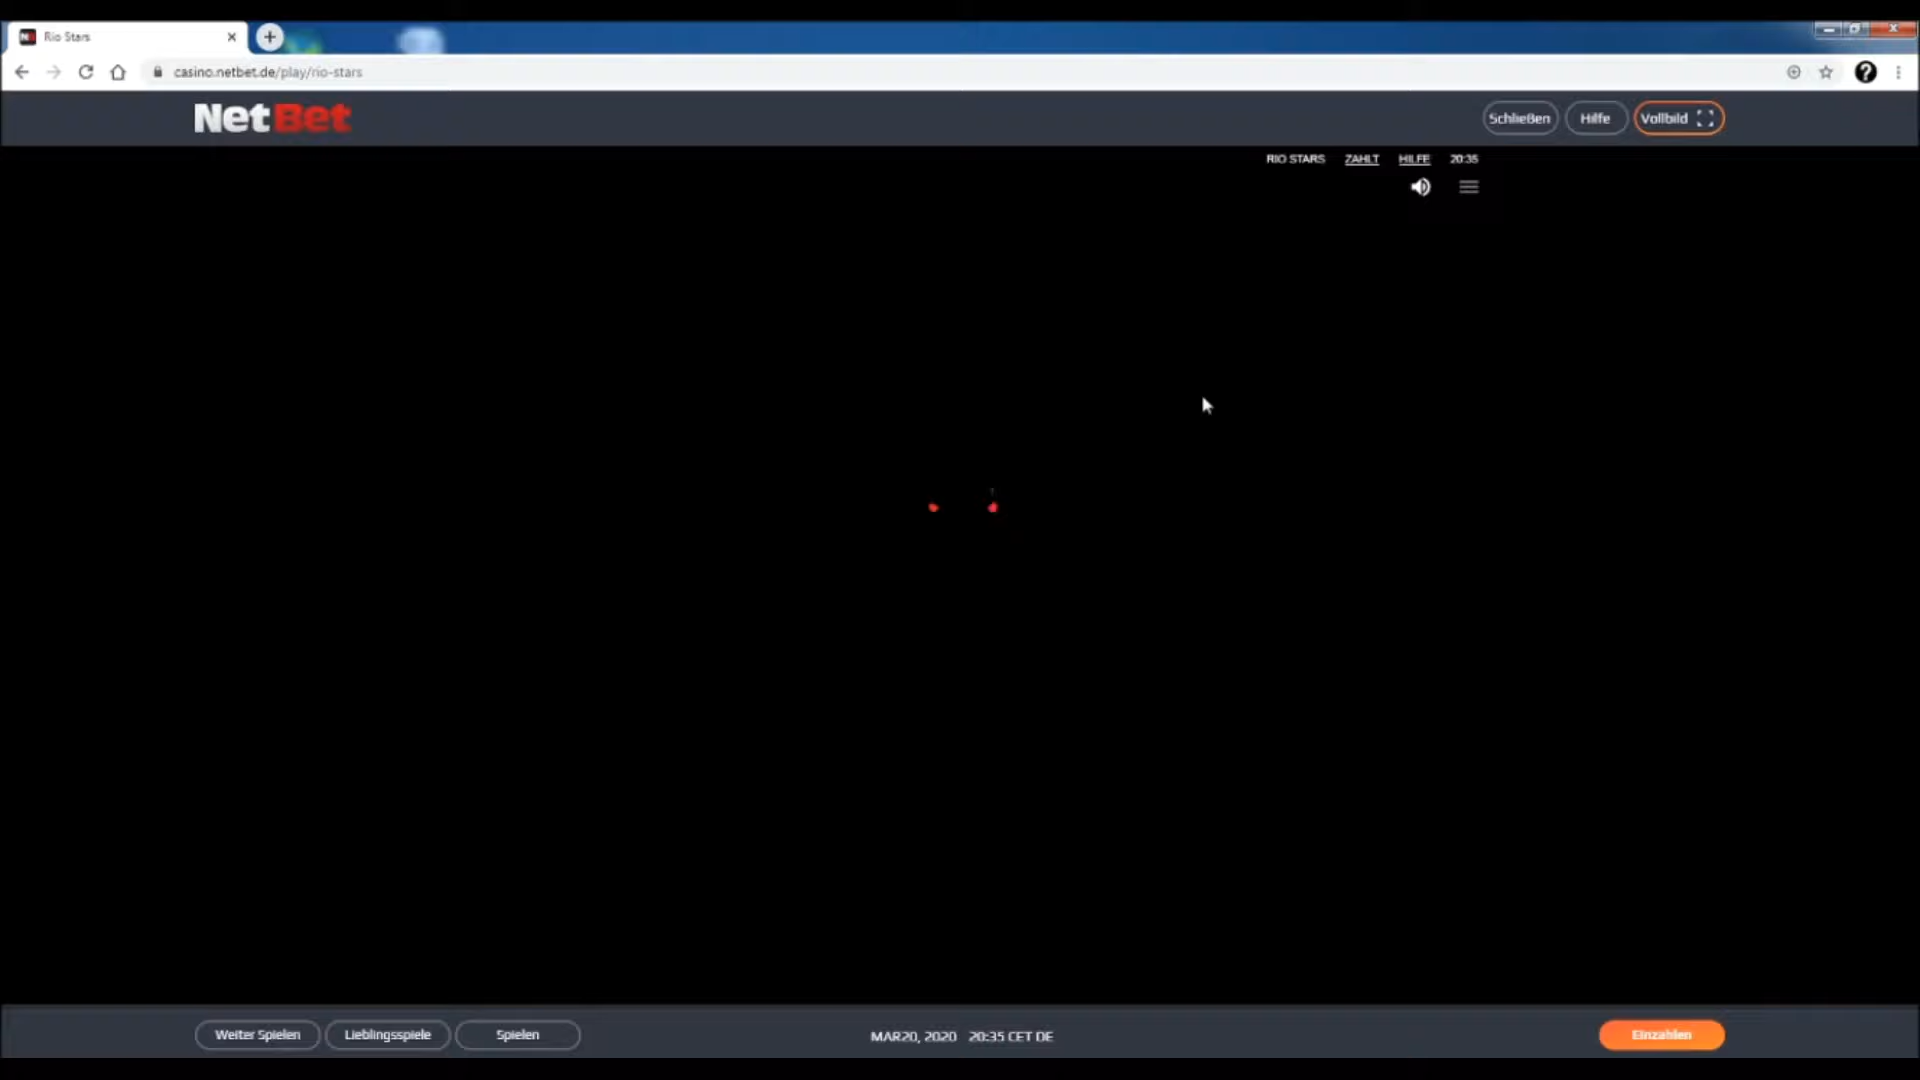 Rio Stars
casino.netbet.de/play/rio-stars
NetBet
Schließen Hilfe Vollbild
RIO STARS ZAHLT HILFE 20:35
Weiter Spielen Lieblingsspiele Spielen MAR20, 2020 20:35 CET DE Einzahlen